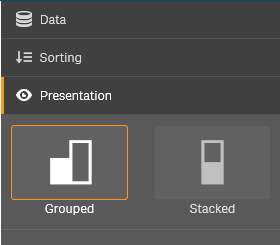 Data
Sorting
Presentation
Grouped Stacked